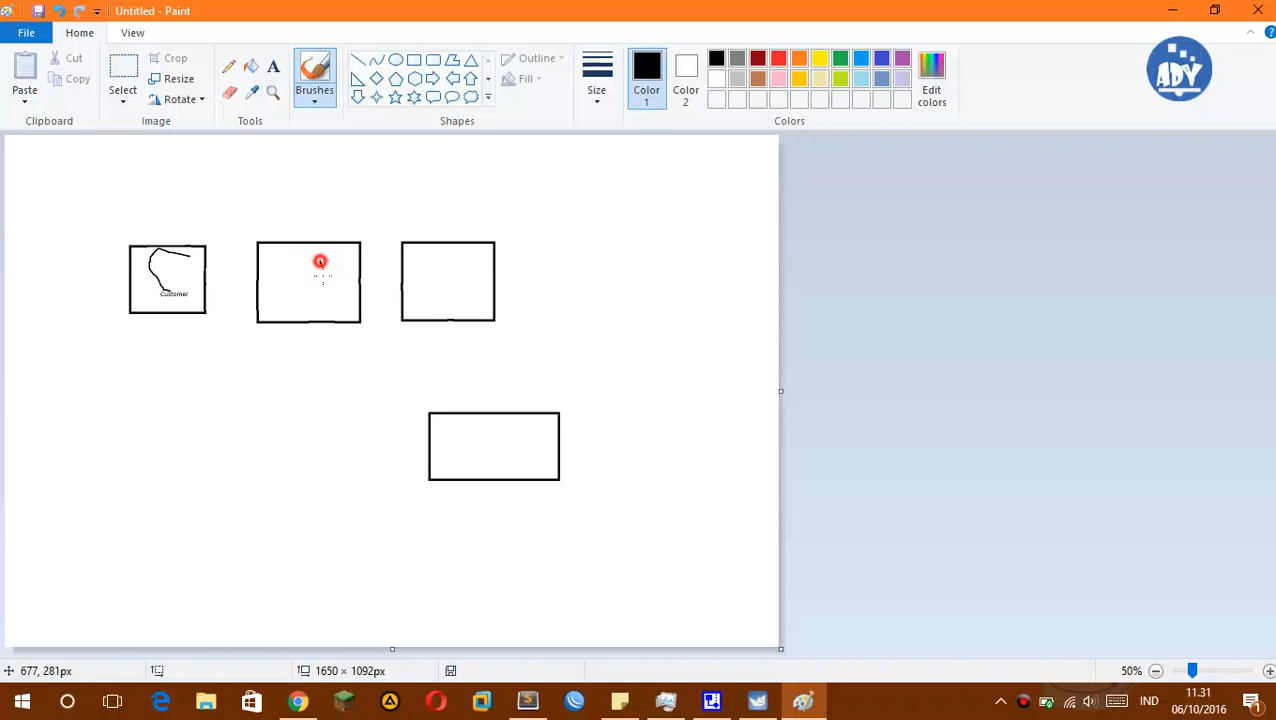 Untitled - Paint
File
Home
View
Paste
Cut
Copy
Clipboard
Select
Crop
Resize
Rotate
Image
A
Tools
Brushes
Outline
Fill
Shapes
Size
Color 1
Color 2
Edit colors
Colors
ADY
Customer
677, 281px
1650 × 1092px
50%
IND
11.31
06/10/2016